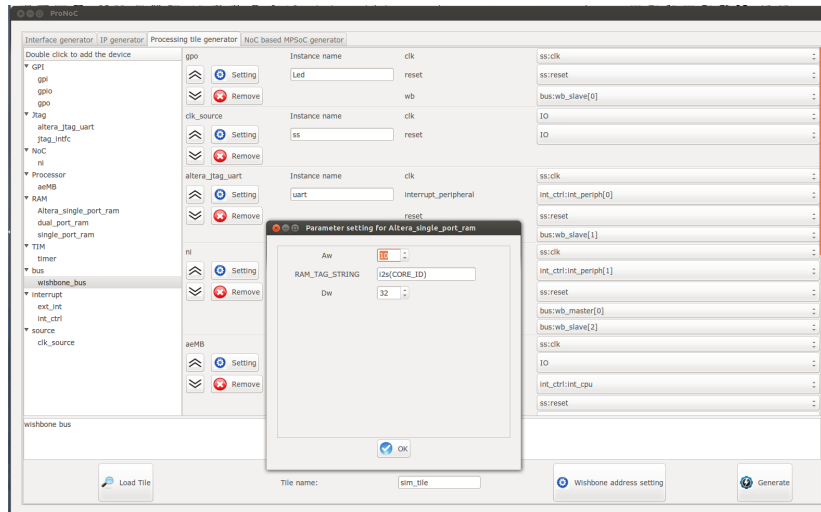 ProNoC
Interface generator IP generator Processing tile generator NoC based MPSoC generator
Double click to add the device
GPI
gpi
gpio
gpo
Jtag
altera_jtag_uart
jtag_intfc
NoC
ni
Processor
aeMB
RAM
Altera_single_port_ram
dual_port_ram
single_port_ram
TIM
timer
bus
wishbone_bus
interrupt
ext_int
int_ctrl
source
clk_source
gpo Instance name clk ss:clk
Setting Led reset ss:reset
Remove wb bus:wb_slave[0]
clk_source Instance name clk IO
Setting ss reset IO
Remove
altera_jtag_uart Instance name clk ss:clk
Setting uart interrupt_peripheral int_ctrl:int_periph[0]
Remove reset ss:reset
bus:wb_slave[1]
ni ss:clk
Setting int_ctrl:int_periph[1]
Remove ss:reset
bus:wb_master[0]
bus:wb_slave[2]
aeMB ss:clk
Setting IO
Remove int_ctrl:int_cpu
ss:reset
Parameter setting for Altera_single_port_ram
Aw 10
RAM_TAG_STRING i2s(CORE_ID)
Dw 32
OK
wishbone bus
Load Tile Tile name: sim_tile Wishbone address setting Generate